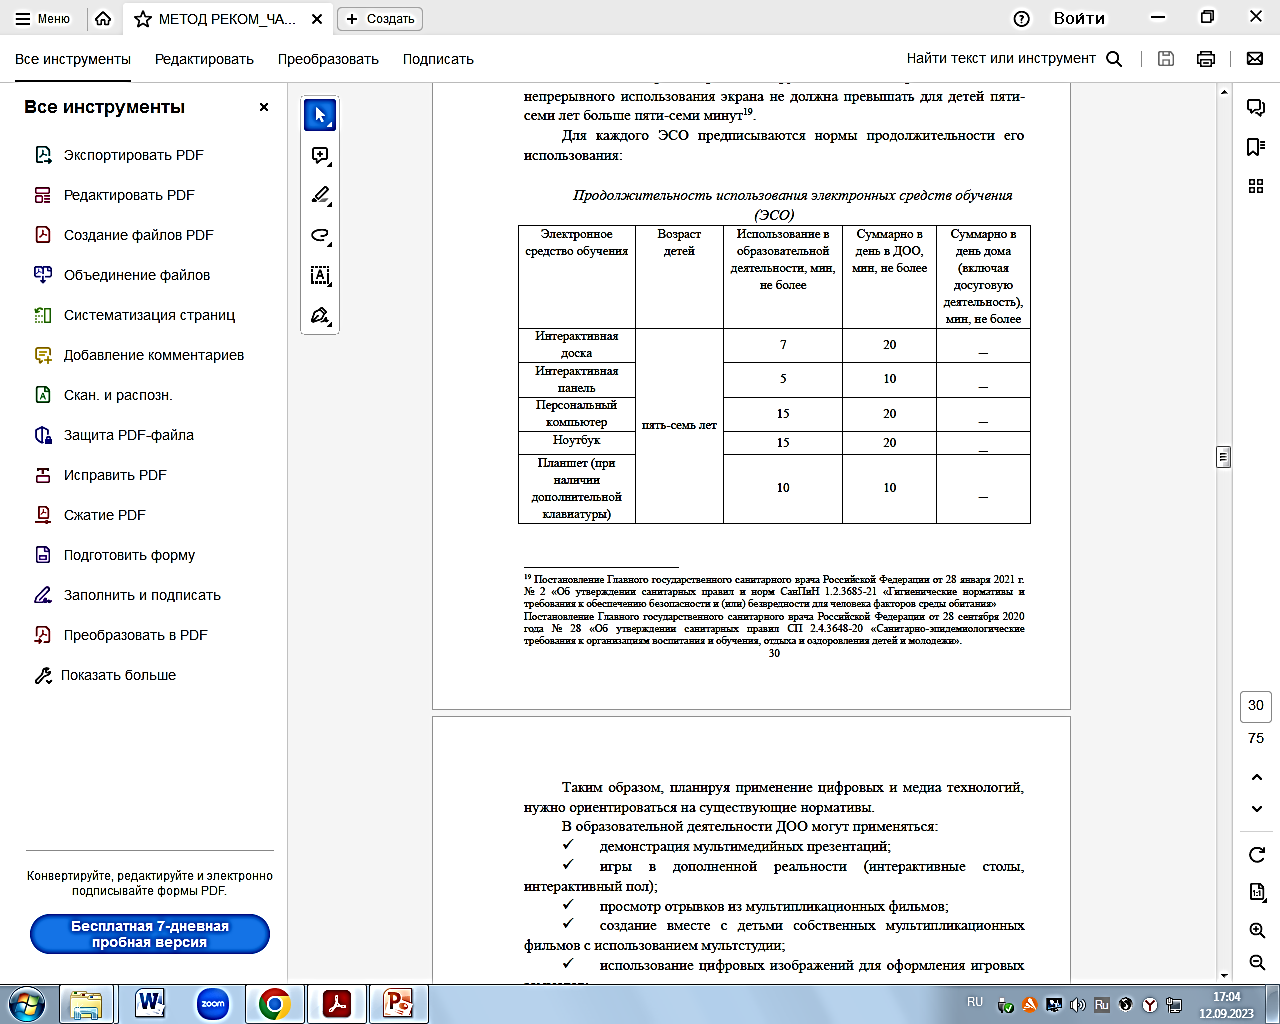 Меню
МЕТОД РЕКОМ_ЧА...
Создать
Войти
Все инструменты
Редактировать
Преобразовать
Подписать
Найти текст или инструмент
Все инструменты
Экспортировать PDF
Редактировать PDF
Создание файлов PDF
Объединение файлов
Систематизация страниц
Добавление комментариев
Скан. и распозн.
Защита PDF-файла
Исправить PDF
Сжатие PDF
Подготовить форму
Заполнить и подписать
Преобразовать в PDF
Показать больше
Конвертируйте, редактируйте и электронно
подписывайте формы PDF.
Бесплатная 7-дневная
пробная версия
непрерывного использования экрана не должна превышать для детей пяти-
семи лет больше пяти-семи минут19.
Для каждого ЭСО предписываются нормы продолжительности его
использования:
Продолжительность использования электронных средств обучения
(ЭСО)
Электронное
средство обучения
Возраст
детей
Использование в
образовательной
деятельности, мин,
не более
Суммарно в
день в ДОО,
мин, не более
Суммарно в
день дома
(включая
досуговую
деятельность),
мин, не более
Интерактивная
доска
пять-семь лет
7
20
_
Интерактивная
панель
5
10
_
Персональный
компьютер
15
20
_
Ноутбук
15
20
_
Планшет (при
наличии
дополнительной
клавиатуры)
10
10
_
19 Постановление Главного государственного санитарного врача Российской Федерации от 28 января 2021 г.
№ 2 «Об утверждении санитарных правил и норм СанПиН 1.2.3685-21 «Гигиенические нормативы и
требования к обеспечению безопасности и (или) безвредности для человека факторов среды обитания»
Постановление Главного государственного санитарного врача Российской Федерации от 28 сентября 2020
года № 28 «Об утверждении санитарных правил СП 2.4.3648-20 «Санитарно-эпидемиологические
требования к организациям воспитания и обучения, отдыха и оздоровления детей и молодежи».
30
Таким образом, планируя применение цифровых и медиа технологий,
нужно ориентироваться на существующие нормативы.
В образовательной деятельности ДОО могут применяться:
✓ демонстрация мультимедийных презентаций;
✓ игры в дополненной реальности (интерактивные столы,
интерактивный пол);
✓ просмотр отрывков из мультипликационных фильмов;
✓ создание вместе с детьми собственных мультипликационных
фильмов с использованием мультстудии;
✓ использование цифровых изображений для оформления игровых
30
75
1:1
zoom
RU
Ru
17:04
12.09.2023